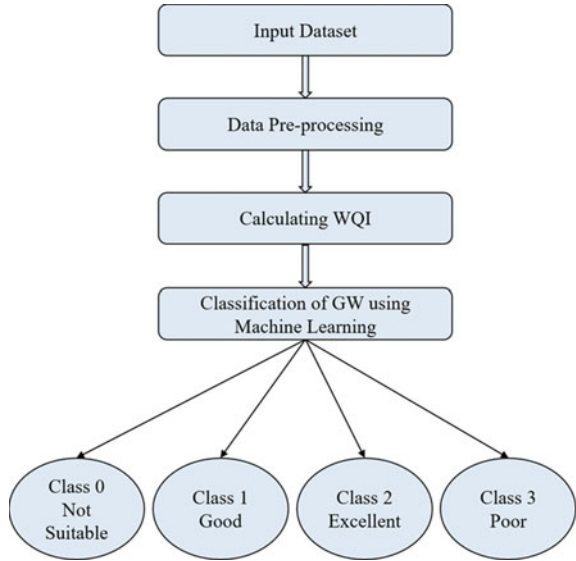 Input Dataset
Data Pre-processing
Calculating WQI
Classification of GW using
Machine Learning
Class 0
Not
Suitable
Class 1
Good
Class 2
Excellent
Class 3
Poor